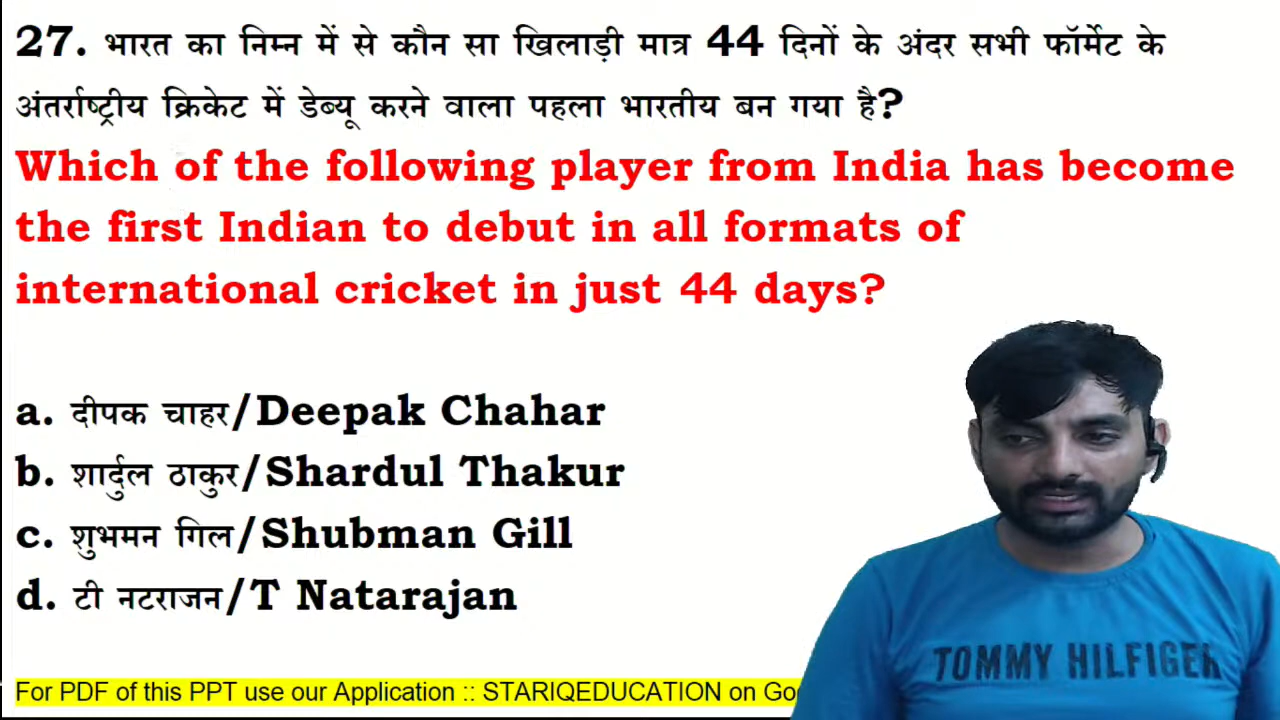 27. भारत का निम्न में से कौन सा खिलाड़ी मात्र 44 दिनों के अंदर सभी फॉर्मेट के
अंतर्राष्ट्रीय क्रिकेट में डेब्यू करने वाला पहला भारतीय बन गया है?
Which of the following player from India has become
the first Indian to debut in all formats of
international cricket in just 44 days?
a. दीपक चाहर/Deepak Chahar
b. शार्दुल ठाकुर/Shardul Thakur
c. शुभमन गिल/Shubman Gill
d. टी नटराजन/T Natarajan
TOMMY HILFIGER
For PDF of this PPT use our Application :: STARIQEDUCATION on